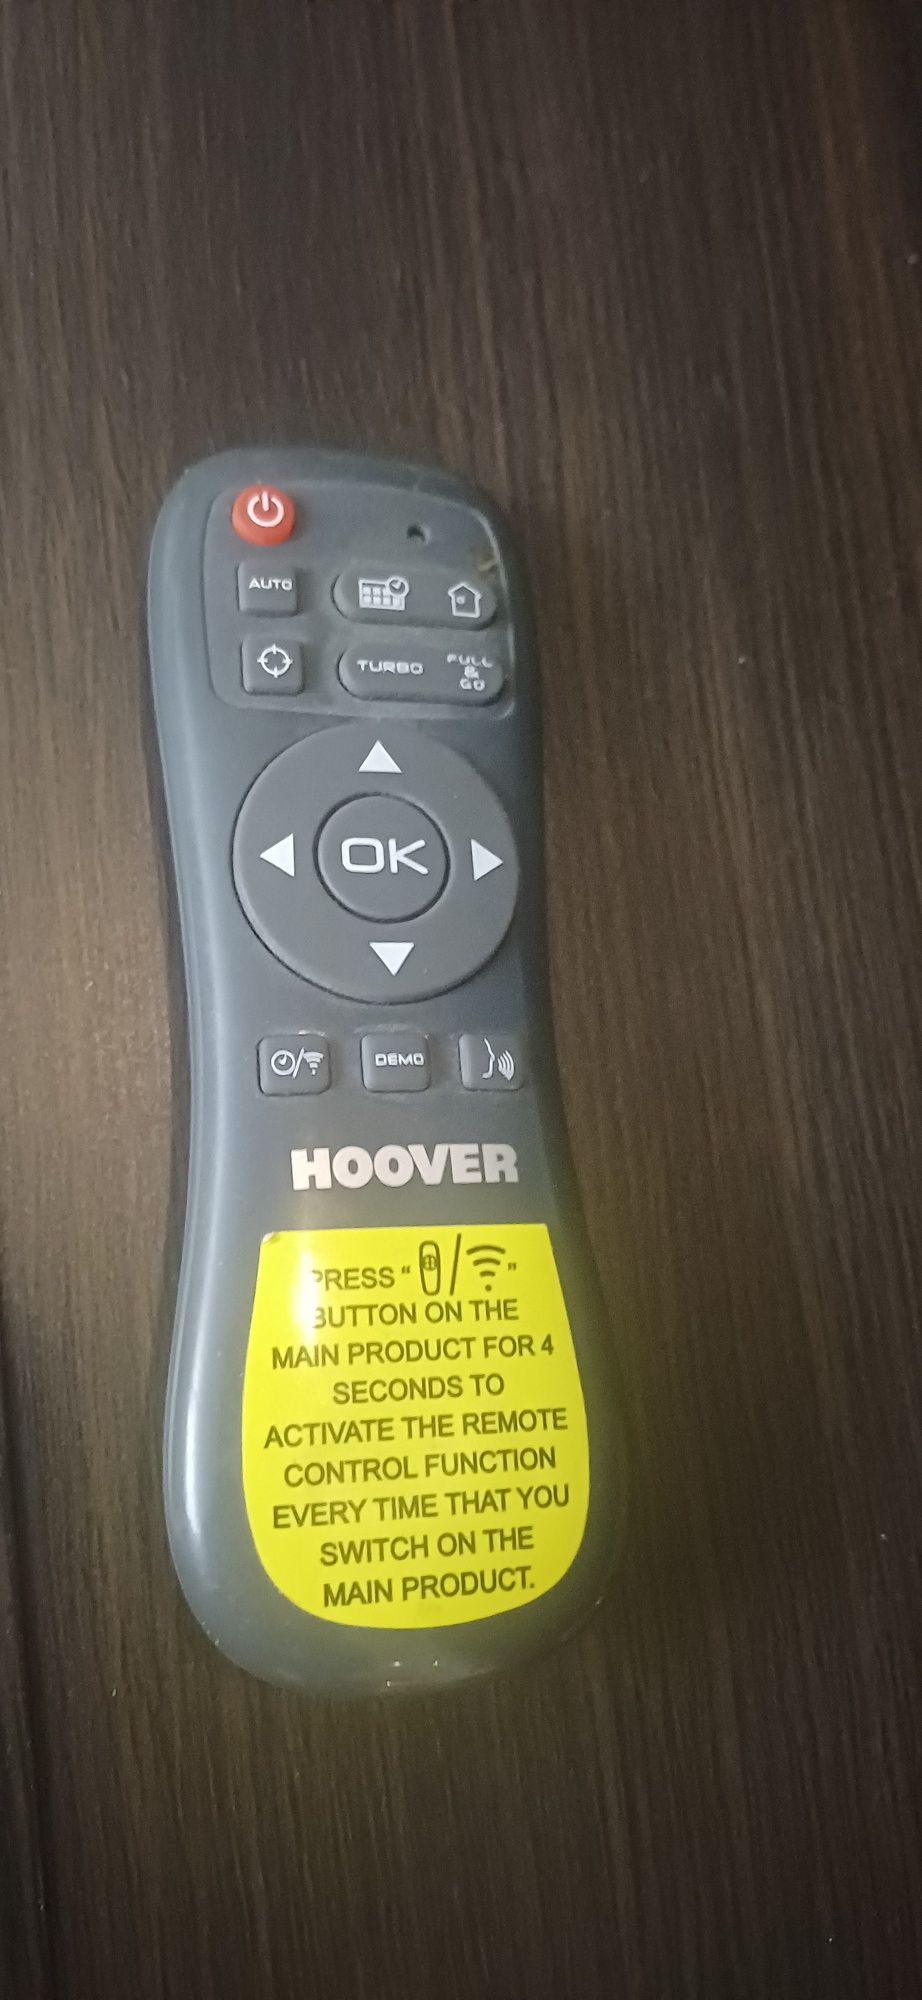 AUTO
TURBO
FULL
&
GO
OK
DEMO
HOOVER
PRESS “ / ”
BUTTON ON THE
MAIN PRODUCT FOR 4
SECONDS TO
ACTIVATE THE REMOTE
CONTROL FUNCTION
EVERY TIME THAT YOU
SWITCH ON THE
MAIN PRODUCT.